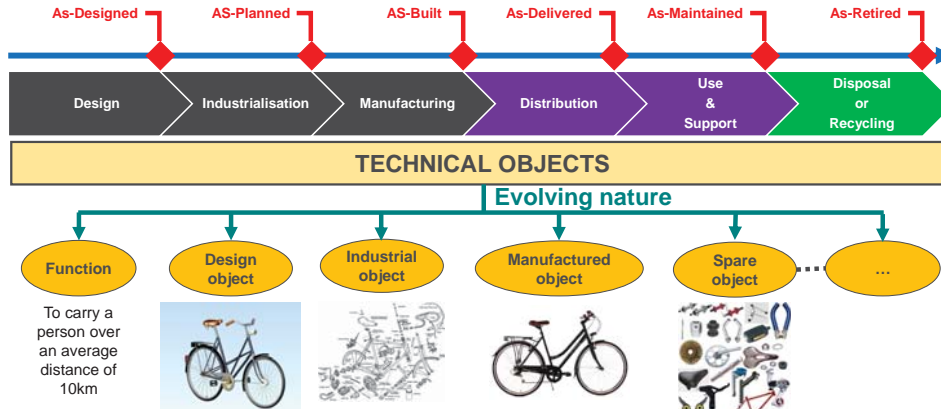 As-Designed
AS-Planned
AS-Built
As-Delivered
As-Maintained
As-Retired
Design
Industrialisation
Manufacturing
Distribution
Use
&
Support
Disposal
or
Recycling
TECHNICAL OBJECTS
Evolving nature
Function
Design
object
Industrial
object
Manufactured
object
Spare
object
...
To carry a
person over
an average
distance of
10km